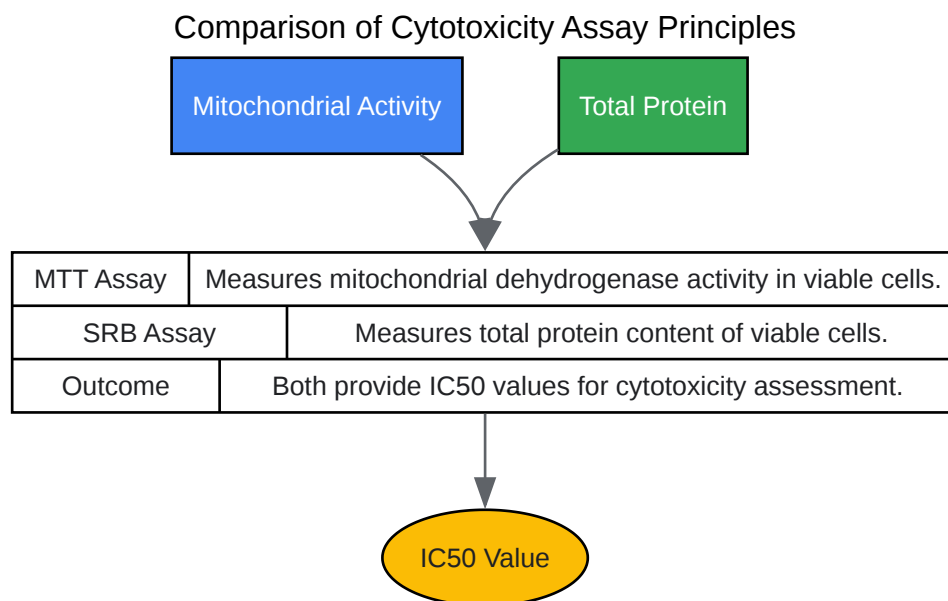 Comparison of Cytotoxicity Assay Principles
Mitochondrial Activity
Total Protein
MTT Assay
Measures mitochondrial dehydrogenase activity in viable cells.
SRB Assay
Measures total protein content of viable cells.
Outcome
Both provide IC50 values for cytotoxicity assessment.
IC50 Value